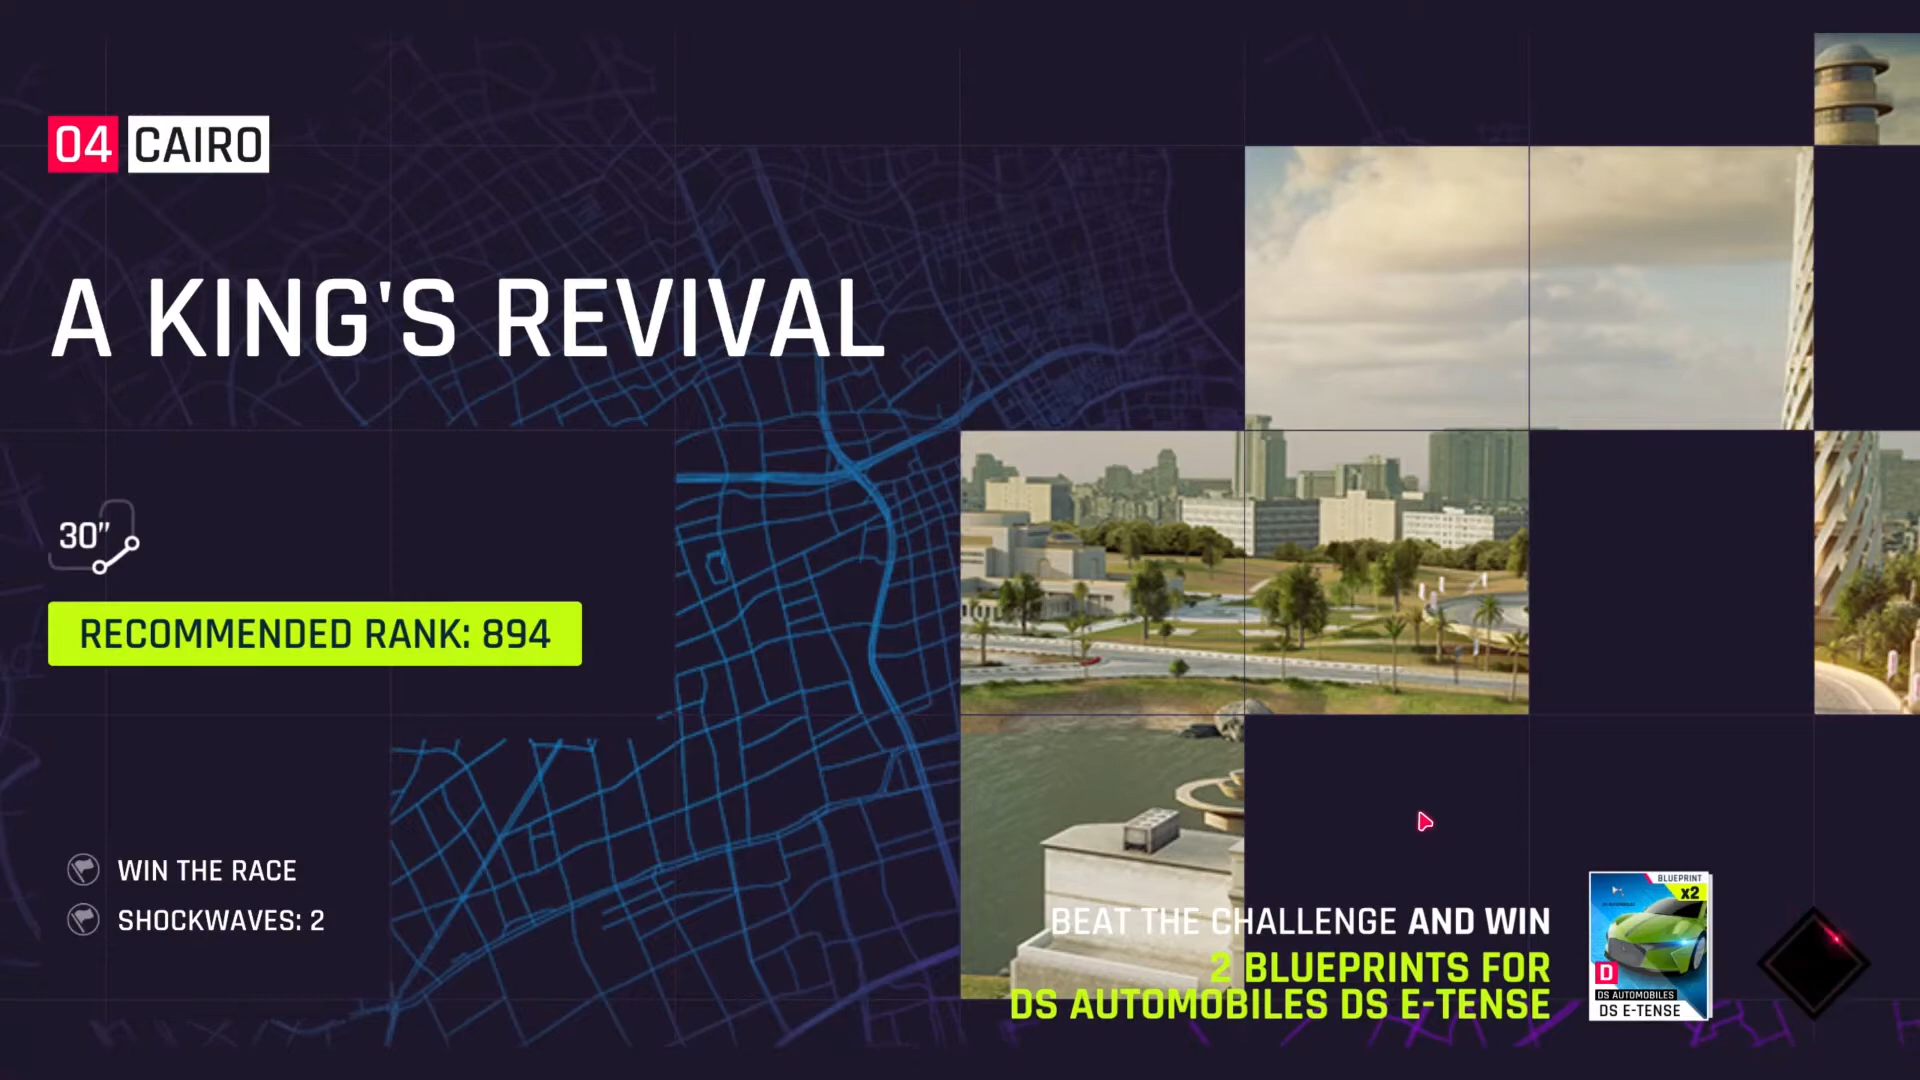 04 CAIRO
A KING'S REVIVAL
30"
RECOMMENDED RANK: 894
WIN THE RACE
SHOCKWAVES: 2
BEAT THE CHALLENGE AND WIN
2 BLUEPRINTS FOR
DS AUTOMOBILES DS E-TENSE
BLUEPRINT
x2
D
DS AUTOMOBILES
DS E-TENSE